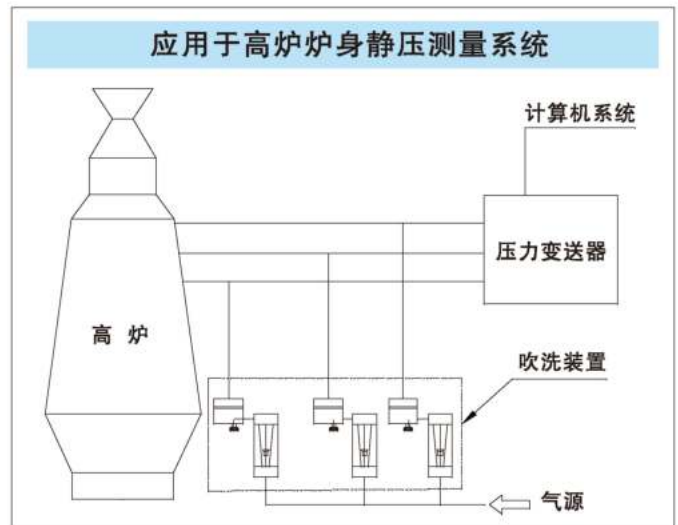 应用于高炉炉身静压测量系统
计算机系统
压力变送器
高 炉
吹洗装置
气源